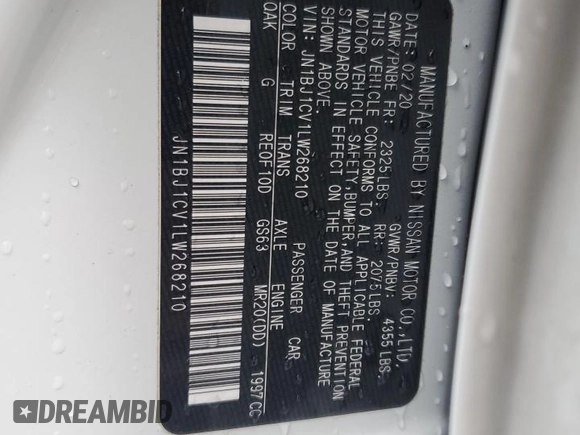 MANUFACTURED BY NISSAN MOTOR CO.,LTD.
DATE: 02/20 GVWR/PNBV: 4355 LBS.
GAWR/PNBE FR: 2325 LBS. RR: 2075 LBS.
THIS VEHICLE CONFORMS TO ALL APPLICABLE FEDERAL
MOTOR VEHICLE SAFETY,BUMPER,AND THEFT PREVENTION
STANDARDS IN EFFECT ON THE DATE OF MANUFACTURE
SHOWN ABOVE.
VIN: JN1BJ1CV1LW268210 PASSENGER CAR
COLOR TRIM TRANS AXLE ENGINE
QAK G RE0F10D GS63 MR20(DD) 1997 CC
JN1BJ1CV1LW268210
DREAMBID